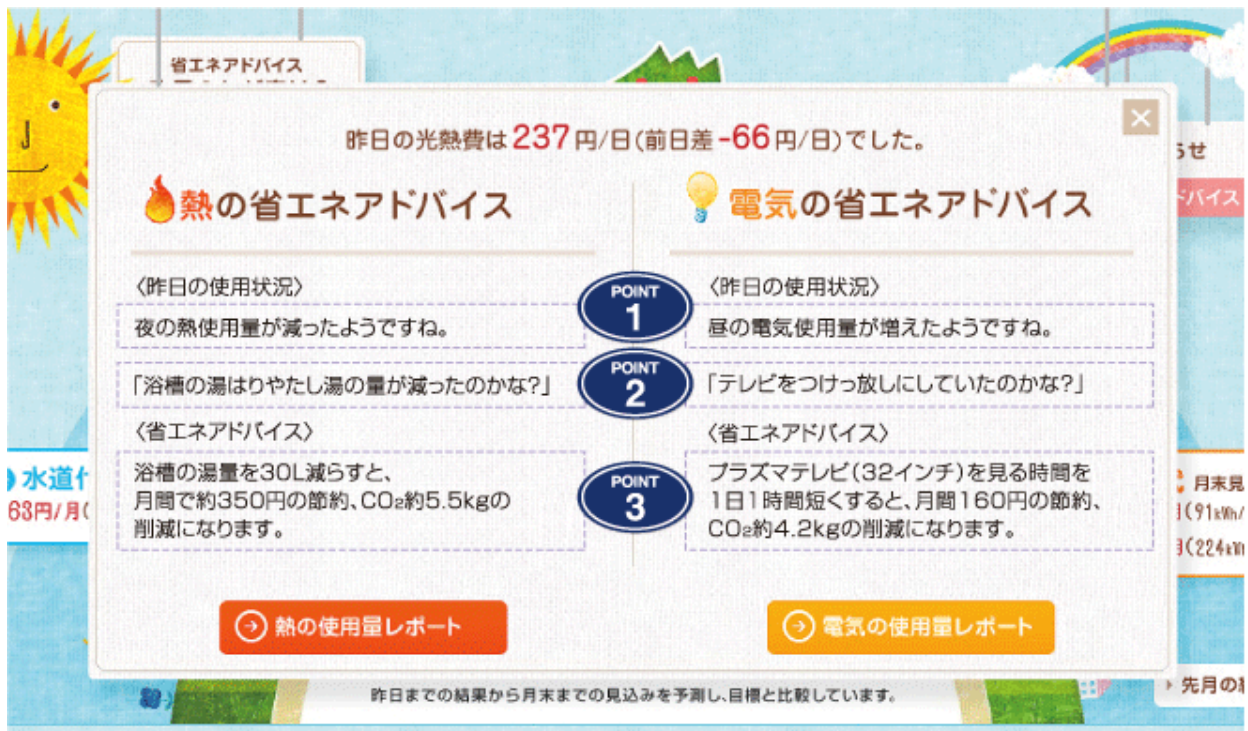 省エネアドバイス
昨日の光熱費は237円/日(前日差-66円/日)でした。
熱の省エネアドバイス
〈昨日の使用状況〉
夜の熱使用量が減ったようですね。
「浴槽の湯はりやたし湯の量が減ったのかな?」
〈省エネアドバイス〉
浴槽の湯量を30L減らすと、
月間で約350円の節約、CO₂約5.5kgの
削減になります。
熱の使用量レポート
POINT
1
POINT
2
POINT
3
電気の省エネアドバイス
〈昨日の使用状況〉
昼の電気使用量が増えたようですね。
「テレビをつけっ放しにしていたのかな?」
〈省エネアドバイス〉
プラズマテレビ(32インチ)を見る時間を
1日1時間短くすると、月間160円の節約、
CO₂約4.2kgの削減になります。
電気の使用量レポート
水道
63円/月(
らせ
ドバイス
月末見
(91kWh/
(224kW
昨日までの結果から月末までの見込みを予測し、目標と比較しています。
先月の